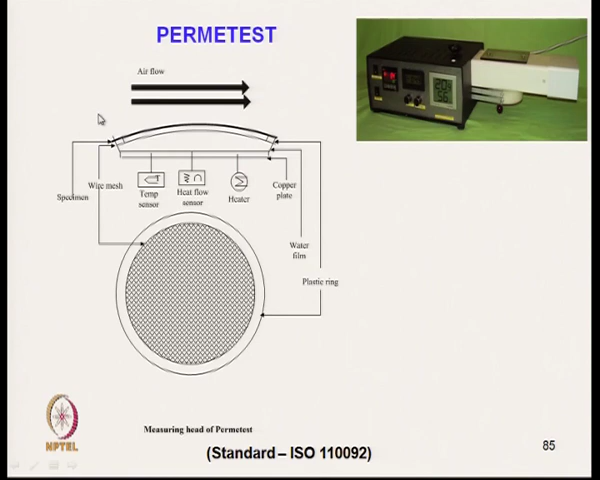 PERMETEST
Air flow
Specimen
Wire mesh
Temp
sensor
Heat flow
sensor
Heater
Copper
plate
Water
film
Plastic ring
Measuring head of Permetest
(Standard – ISO 110092)
NPTEL
85